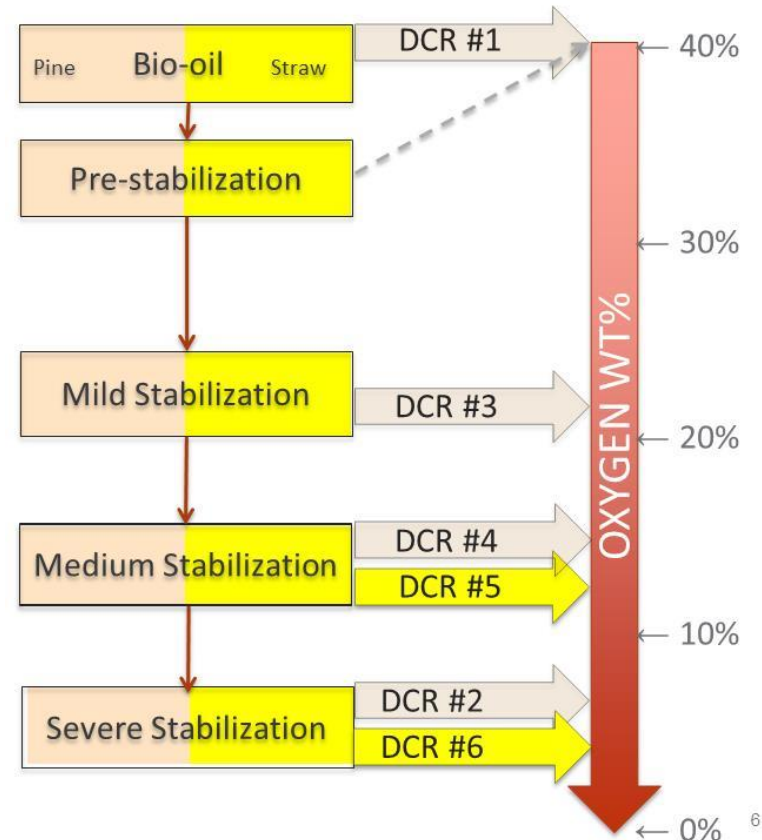 Pine Bio-oil Straw
DCR #1
40%
Pre-stabilization
30%
Mild Stabilization
DCR #3
20%
OXYGEN WT%
Medium Stabilization
DCR #4
DCR #5
10%
Severe Stabilization
DCR #2
DCR #6
0%
6